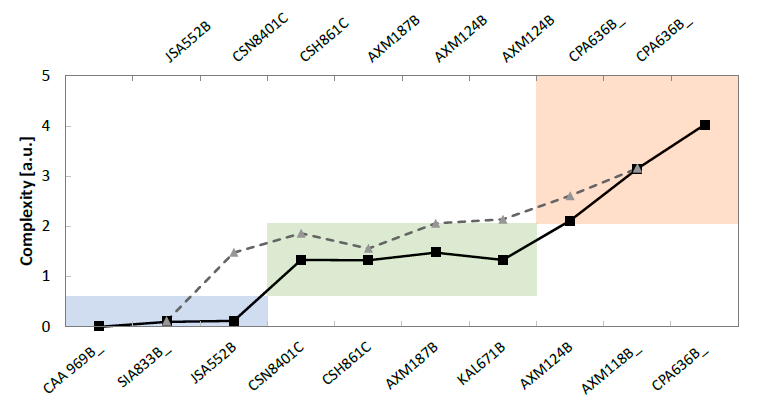 JSA552B
CSN8401C
CSH861C
AXM187B
AXM124B
AXM124B
CPA636B_
CPA636B_
Complexity [a.u.]
5
4
3
2
1
0
CAA 969B_
SIA833B_
JSA552B
CSN8401C
CSH861C
AXM187B
KAL671B
AXM124B
AXM118B_
CPA636B_